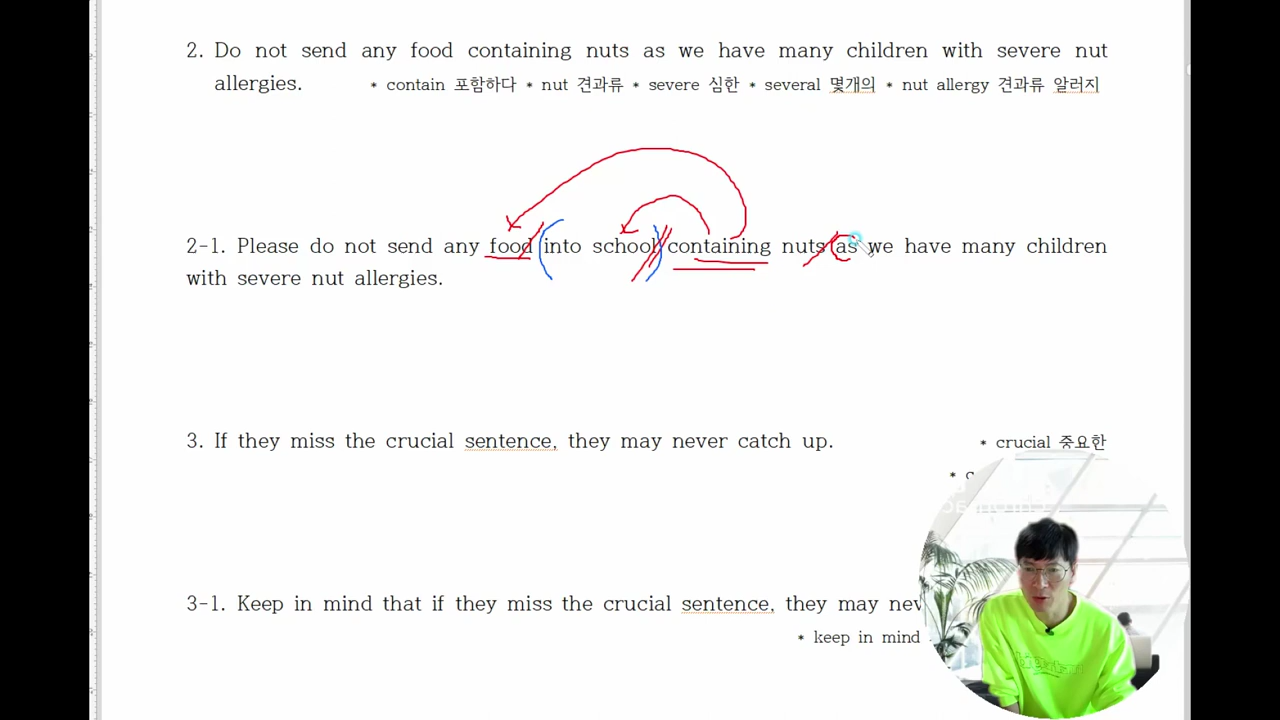 2. Do not send any food containing nuts as we have many children with severe nut
allergies. * contain 포함하다 * nut 견과류 * severe 심한 * several 몇개의 * nut allergy 견과류 알러지
2-1. Please do not send any food into school containing nuts as we have many children
with severe nut allergies.
3. If they miss the crucial sentence, they may never catch up. * crucial 중요한
3-1. Keep in mind that if they miss the crucial sentence, they may
* keep in mind